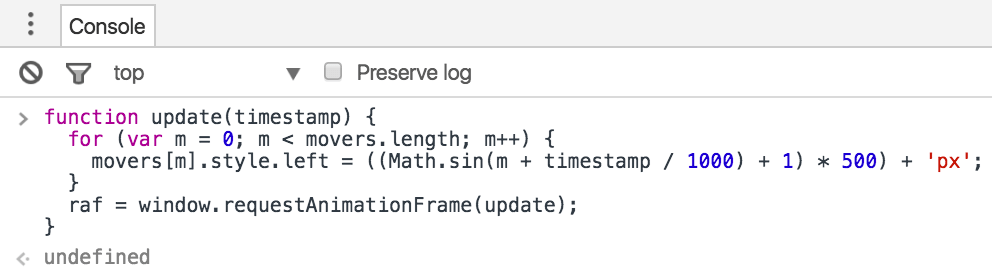 Console
top Preserve log
function update(timestamp) {
  for (var m = 0; m < movers.length; m++) {
    movers[m].style.left = ((Math.sin(m + timestamp / 1000) + 1) * 500) + 'px';
  }
  raf = window.requestAnimationFrame(update);
}
undefined